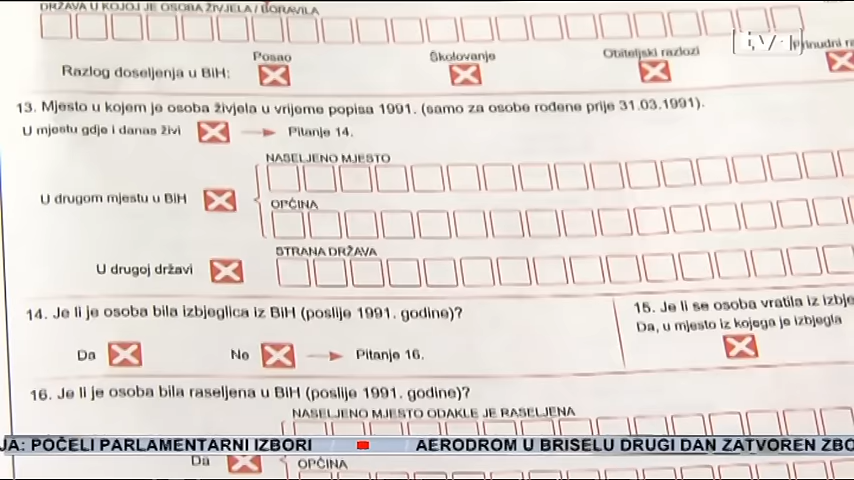 DRŽAVA U KOJOJ JE OSOBA ŽIVJELA / BORAVILA
Posao Školovanje Obiteljski razlozi Prinudni
Razlog doseljenja u BiH:
13. Mjesto u kojem je osoba živjela u vrijeme popisa 1991. (samo za osobe rođene prije 31.03.1991).
U mjestu gdje i danas živi Pitanje 14.
NASELJENO MJESTO
U drugom mjestu u BiH
OPĆINA
STRANA DRŽAVA
U drugoj državi
14. Je li je osoba bila izbjeglica iz BiH (poslije 1991. godine)?
15. Je li se osoba vratila iz izbje
Da, u mjesto iz kojega je izbjegla
Da Ne Pitanje 16.
16. Je li je osoba bila raseljena u BiH (poslije 1991. godine)?
NASELJENO MJESTO ODAKLE JE RASELJENA
JA: POČELI PARLAMENTARNI IZBORI AERODROM U BRISELU DRUGI DAN ZATVOREN ZBO
Da
OPĆINA